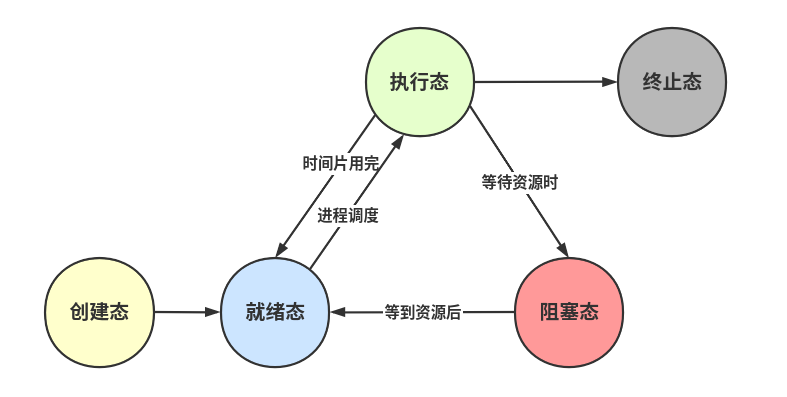 执行态
终止态
时间片用完
等待资源时
进程调度
创建态
就绪态
等到资源后
阻塞态